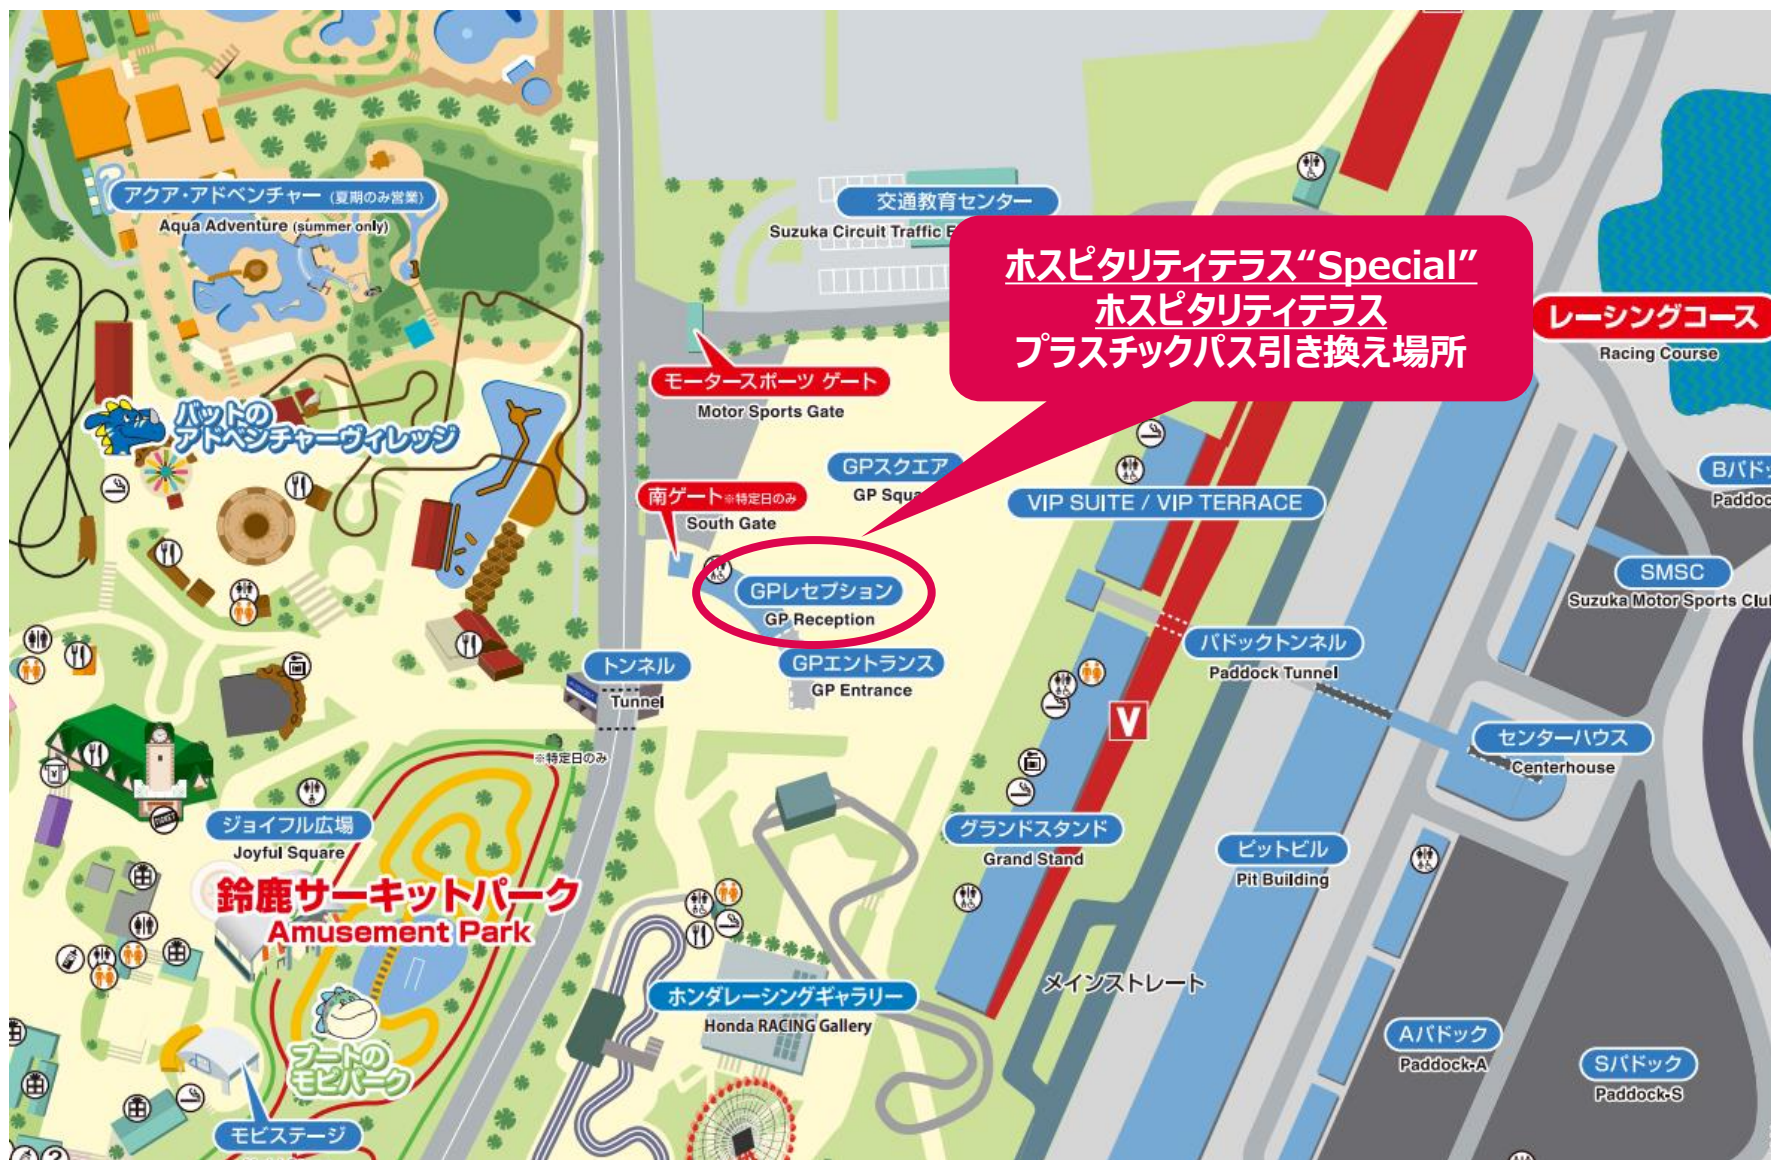 アクア・アドベンチャー (夏期のみ営業)
Aqua Adventure (summer only)
交通教育センター
Suzuka Circuit Traffic
ホスピタリティテラス“Special”
ホスピタリティテラス
プラスチックパス引き換え場所
レーシングコース
Racing Course
モータースポーツ ゲート
Motor Sports Gate
パットの
アドベンチャーヴィレッジ
GPスクエア
GP
南ゲート※特定日のみ
South Gate
VIP SUITE / VIP TERRACE
Bパドッ
Paddoc
GPレセプション
GP Reception
SMSC
Suzuka Motor Sports Clu
GPエントランス
GP Entrance
トンネル
Tunnel
パドックトンネル
Paddock Tunnel
V
※特定日のみ
センターハウス
Centerhouse
TICKET
ジョイフル広場
Joyful Square
グランドスタンド
Grand Stand
ピットビル
Pit Building
鈴鹿サーキットパーク
Amusement Park
メインストレート
ホンダレーシングギャラリー
Honda RACING Gallery
プートの
モビパーク
Aパドック
Paddock-A
Sパドック
Paddock-S
モビステージ